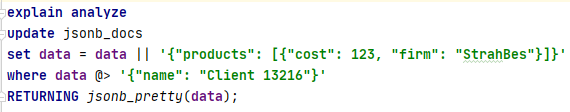 explain analyze
update jsonb_docs
set data = data || '{"products": [{"cost": 123, "firm": "StrahBes"}]}'
where data @> '{"name": "Client 13216"}'
RETURNING jsonb_pretty(data);